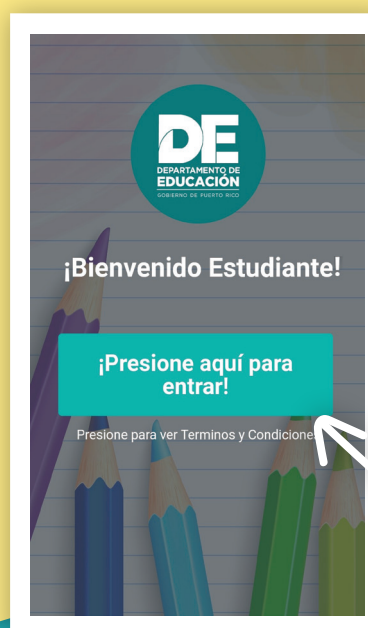 DE
DEPARTAMENTO DE
EDUCACIÓN
GOBIERNO DE PUERTO RICO
¡Bienvenido Estudiante!
¡Presione aquí para
entrar!
Presione para ver Terminos y Condiciones